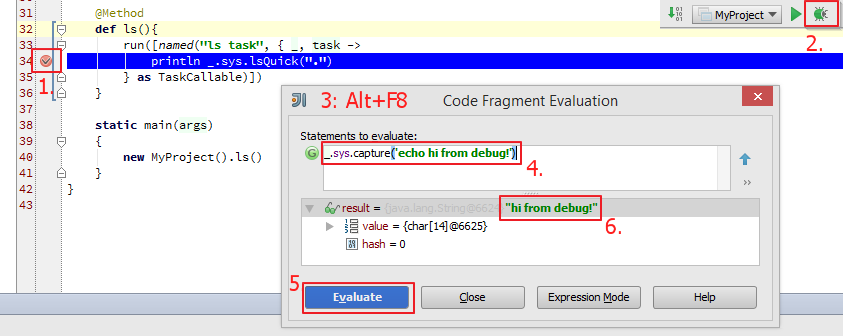 31 @Method
MyProject
32 def ls(){
2.
33 run([named("ls task", { _, task ->
34 println _.sys.lsQuick(".")
1.
35 } as TaskCallable)])
36 }
37
38 static main(args)
39 {
40 new MyProject().ls()
41 }
42 }
43
3: Alt+F8
Code Fragment Evaluation
Statements to evaluate:
G _.sys.capture('echo hi from debug!')
4.
result = {java.lang.String@6624} "hi from debug!"
6.
value = {char[14]@6625}
hash = 0
5
Evaluate
Close
Expression Mode
Help